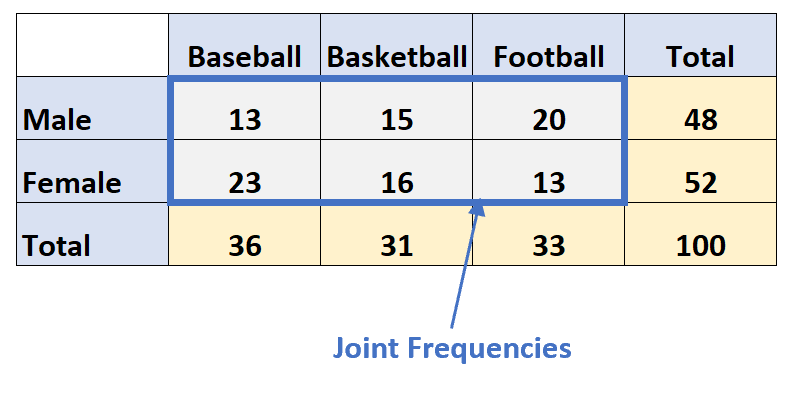 Baseball Basketball Football Total
Male 13 15 20 48
Female 23 16 13 52
Total 36 31 33 100
Joint Frequencies